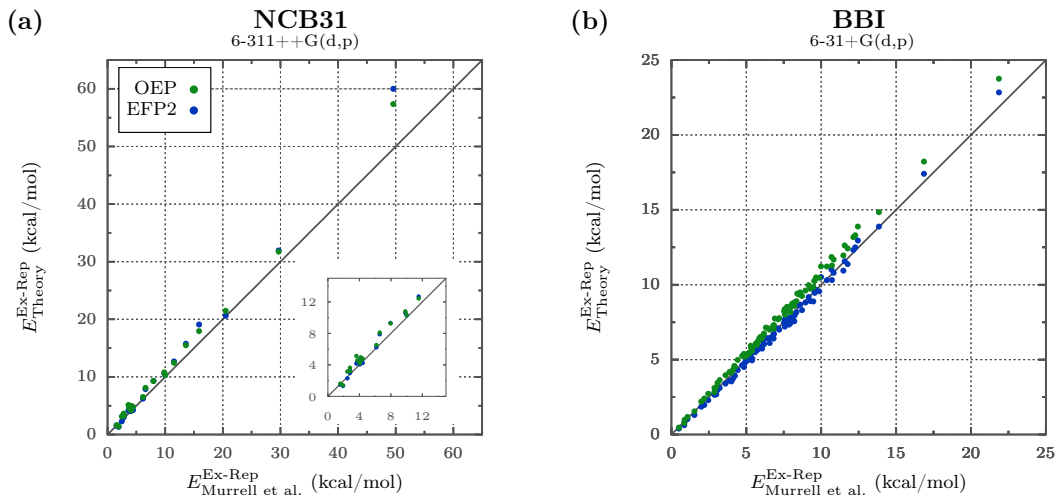 (a)
NCB31
6-311++G(d,p)
OEP
EFP2
60
50
40
30
20
10
0
E^Ex-Rep_Theory (kcal/mol)
12
8
4
0
0 4 8 12
0 10 20 30 40 50 60
E^Ex-Rep_Murrell et al. (kcal/mol)
(b)
BBI
6-31+G(d,p)
25
20
15
10
5
0
E^Ex-Rep_Theory (kcal/mol)
0 5 10 15 20 25
E^Ex-Rep_Murrell et al. (kcal/mol)